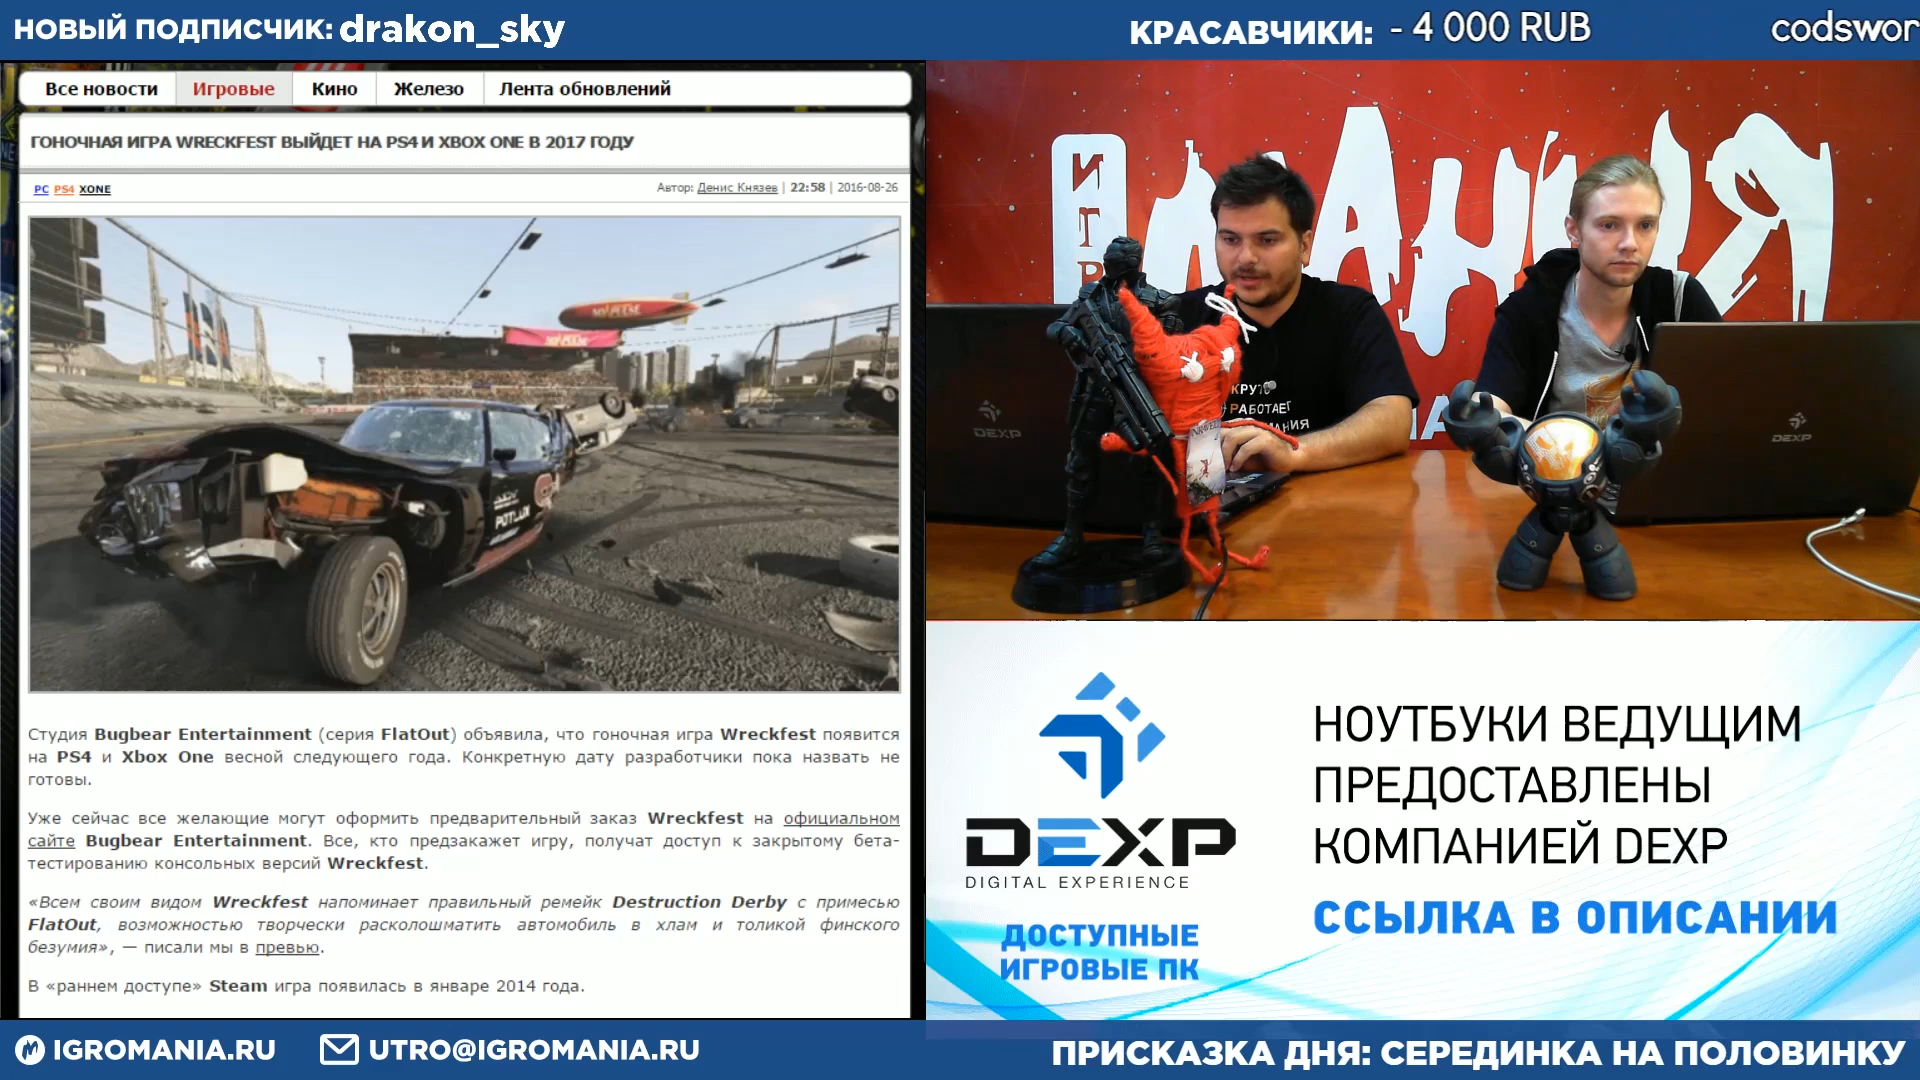 НОВЫЙ ПОДПИСЧИК: drakon_sky
КРАСАВЧИКИ: - 4 000 RUB codswor
Все новости Игровые Кино Железо Лента обновлений
ГОНОЧНАЯ ИГРА WRECKFEST ВЫЙДЕТ НА PS4 И XBOX ONE В 2017 ГОДУ
PC PS4 XONE Автор: Денис Князев | 22:58 | 2016-08-26
POTLUX
Студия Bugbear Entertainment (серия FlatOut) объявила, что гоночная игра Wreckfest появится
на PS4 и Xbox One весной следующего года. Конкретную дату разработчики пока назвать не
готовы.
Уже сейчас все желающие могут оформить предварительный заказ Wreckfest на официальном
сайте Bugbear Entertainment. Все, кто предзакажет игру, получат доступ к закрытому бета-
тестированию консольных версий Wreckfest.
«Всем своим видом Wreckfest напоминает правильный ремейк Destruction Derby с примесью
FlatOut, возможностью творчески расколошматить автомобиль в хлам и толикой финского
безумия», — писали мы в превью.
В «раннем доступе» Steam игра появилась в январе 2014 года.
DEXP
DEXP
DEXP
DIGITAL EXPERIENCE
ДОСТУПНЫЕ
ИГРОВЫЕ ПК
НОУТБУКИ ВЕДУЩИМ
ПРЕДОСТАВЛЕНЫ
КОМПАНИЕЙ DEXP
ССЫЛКА В ОПИСАНИИ
IGROMANIA.RU UTRO@IGROMANIA.RU
ПРИСКАЗКА ДНЯ: СЕРЕДИНКА НА ПОЛОВИНКУ